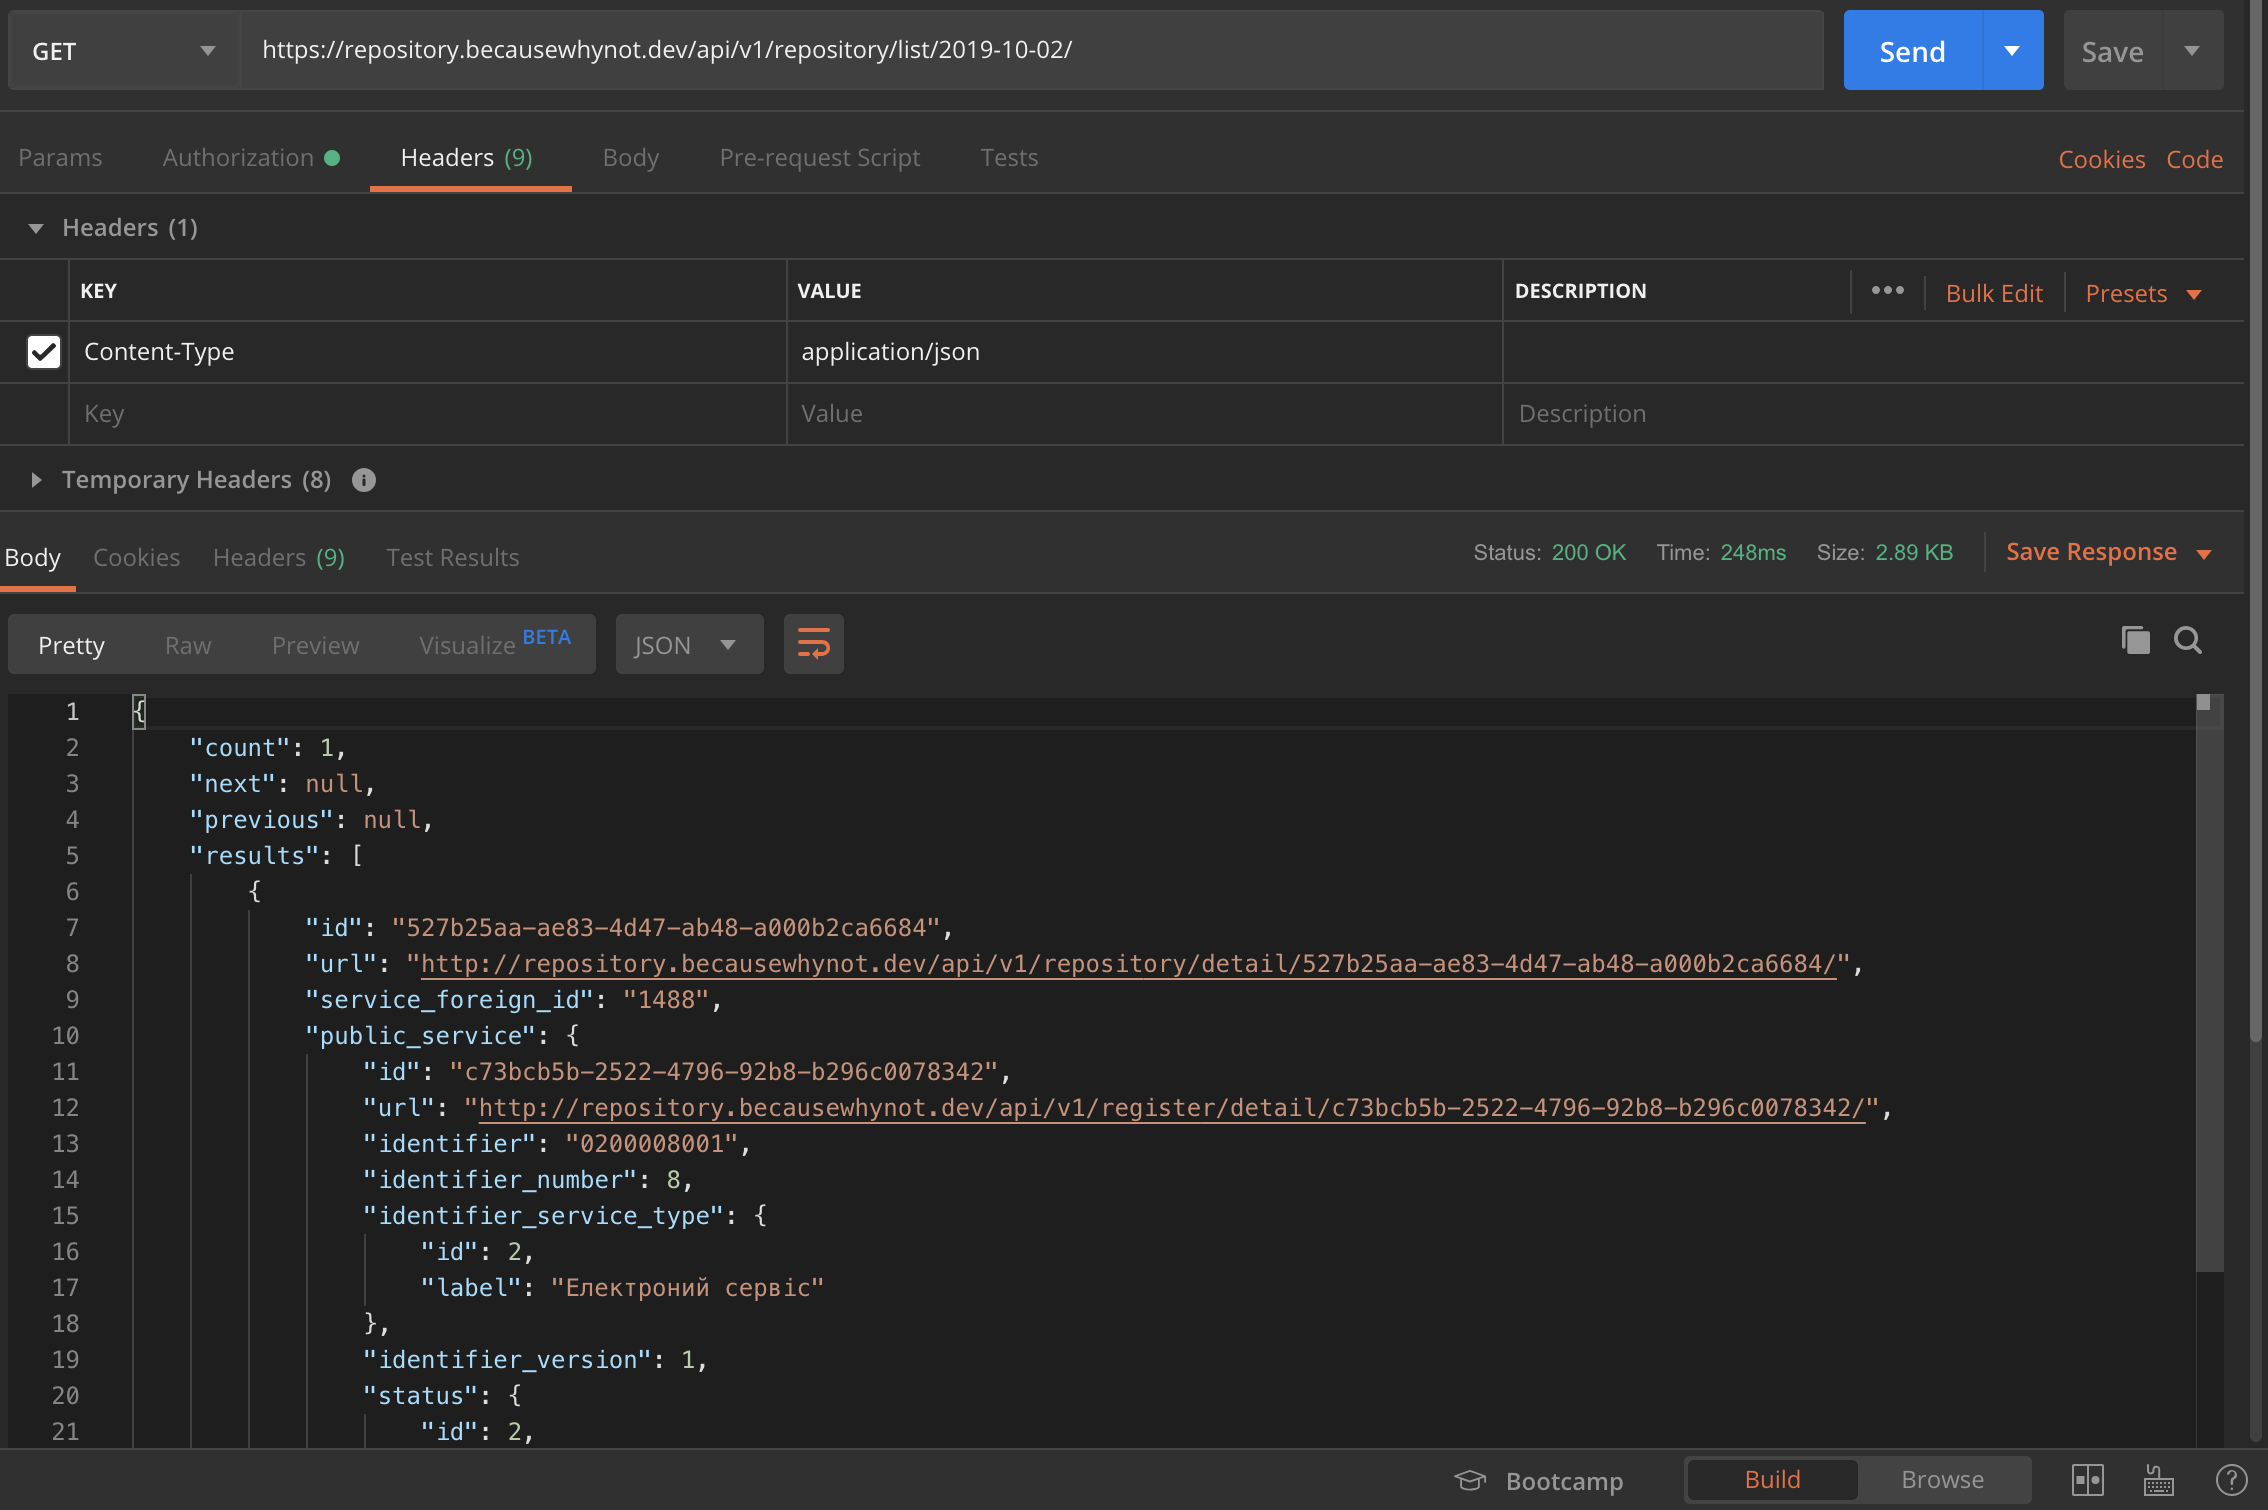 GET https://repository.becausewhynot.dev/api/v1/repository/list/2019-10-02/ Send Save
Params Authorization Headers (9) Body Pre-request Script Tests Cookies Code
Headers (1)
KEY VALUE DESCRIPTION ••• Bulk Edit Presets
Content-Type application/json
Key Value Description
Temporary Headers (8)
Body Cookies Headers (9) Test Results Status: 200 OK Time: 248ms Size: 2.89 KB Save Response
Pretty Raw Preview Visualize BETA JSON
1 {
2 "count": 1,
3 "next": null,
4 "previous": null,
5 "results": [
6 {
7 "id": "527b25aa-ae83-4d47-ab48-a000b2ca6684",
8 "url": "http://repository.becausewhynot.dev/api/v1/repository/detail/527b25aa-ae83-4d47-ab48-a000b2ca6684/",
9 "service_foreign_id": "1488",
10 "public_service": {
11 "id": "c73bcb5b-2522-4796-92b8-b296c0078342",
12 "url": "http://repository.becausewhynot.dev/api/v1/register/detail/c73bcb5b-2522-4796-92b8-b296c0078342/",
13 "identifier": "0200008001",
14 "identifier_number": 8,
15 "identifier_service_type": {
16 "id": 2,
17 "label": "Електроний сервіс"
18 },
19 "identifier_version": 1,
20 "status": {
21 "id": 2,
Bootcamp Build Browse